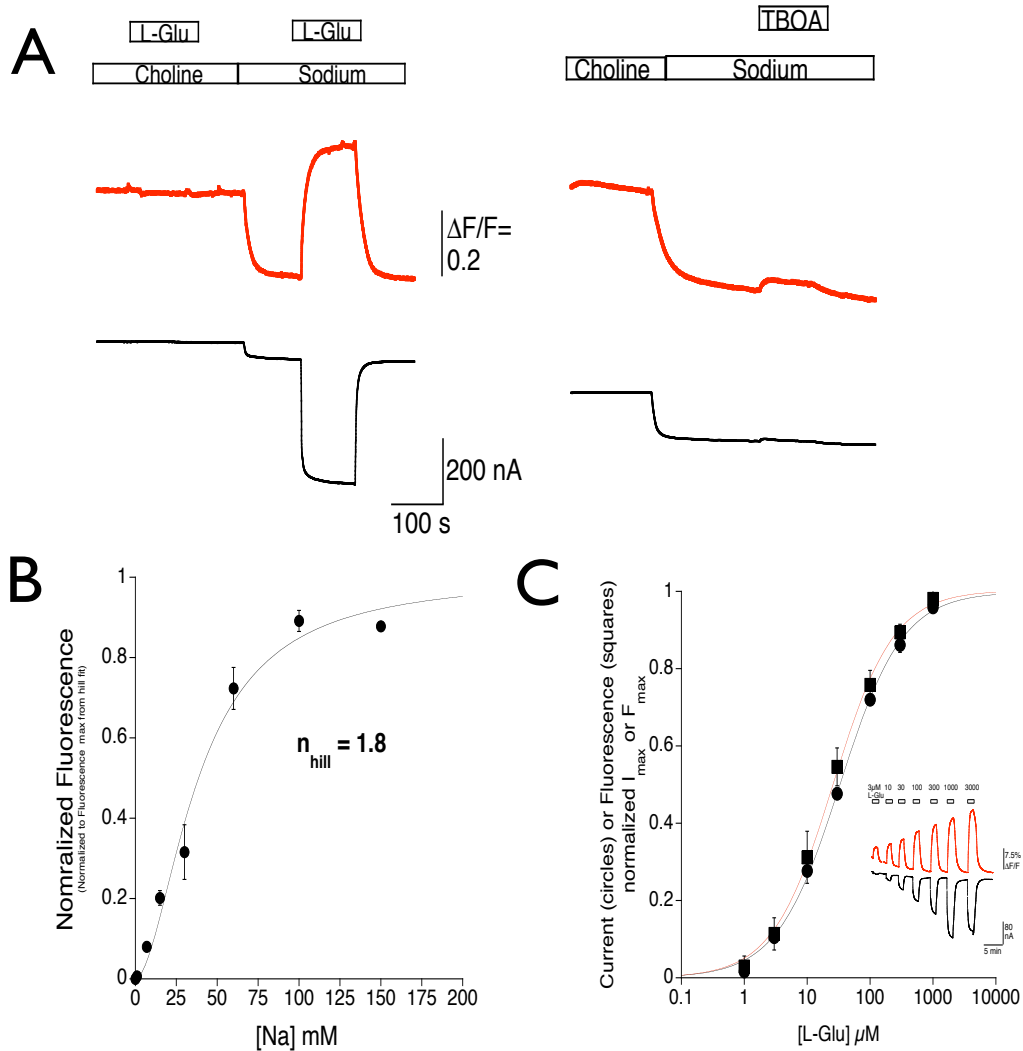 A
L-Glu L-Glu
Choline Sodium
TBOA
Choline Sodium
ΔF/F=
0.2
200 nA
100 s
B
Nomralized Fluorescence
(Normalized to Fluorescence max from hill fit)
1
0.8
0.6
0.4
0.2
0
n hill = 1.8
0 25 50 75 100 125 150 175 200
[Na] mM
C
Current (circles) or Fluorescence (squares)
normalized I max or F max
1
0.8
0.6
0.4
0.2
0
3µM 10 30 100 300 1000 3000
L-Glu
7.5%
ΔF/F
80
nA
5 min
0.1 1 10 100 1000 10000
[L-Glu] µM